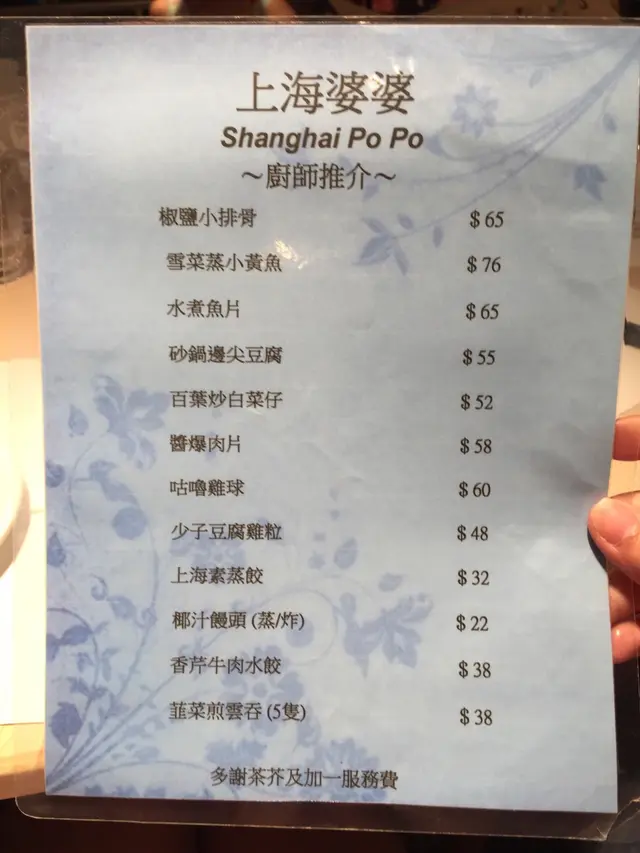 上海婆婆
Shanghai Po Po
～廚師推介～
椒鹽小排骨 $ 65
雪菜蒸小黃魚 $ 76
水煮魚片 $ 65
砂鍋邊尖豆腐 $ 55
百葉炒白菜仔 $ 52
醬爆肉片 $ 58
咕嚕雞球 $ 60
少子豆腐雞粒 $ 48
上海素蒸餃 $ 32
椰汁饅頭 (蒸/炸) $ 22
香芹牛肉水餃 $ 38
韮菜煎雲吞 (5隻) $ 38
多謝茶芥及加一服務費